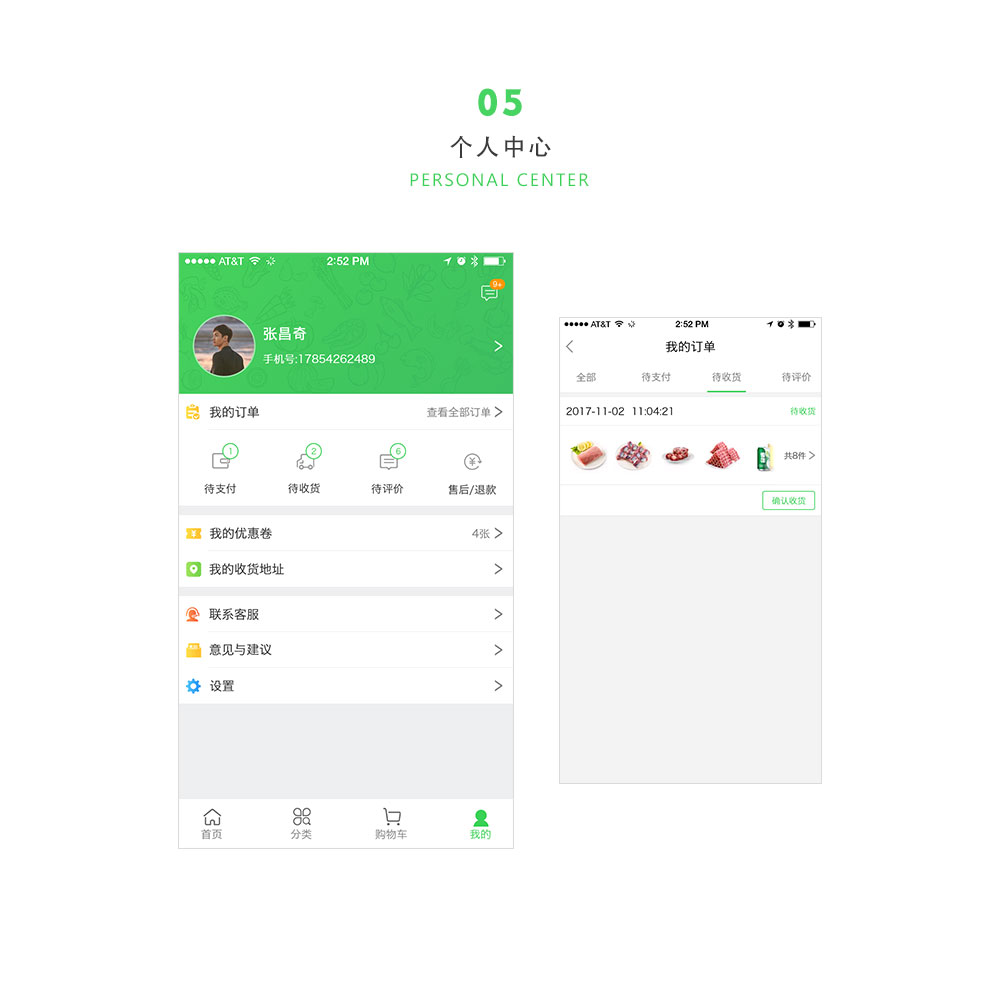 05
个人中心
PERSONAL CENTER
AT&T 2:52 PM
9+
张昌奇
手机号:17854262489
我的订单 查看全部订单
1 2 6
待支付 待收货 待评价 售后/退款
我的优惠卷 4张
我的收货地址
联系客服
意见与建议
设置
首页 分类 购物车 我的
AT&T 2:52 PM
我的订单
全部 待支付 待收货 待评价
2017-11-02 11:04:21 待收货
共8件
确认收货